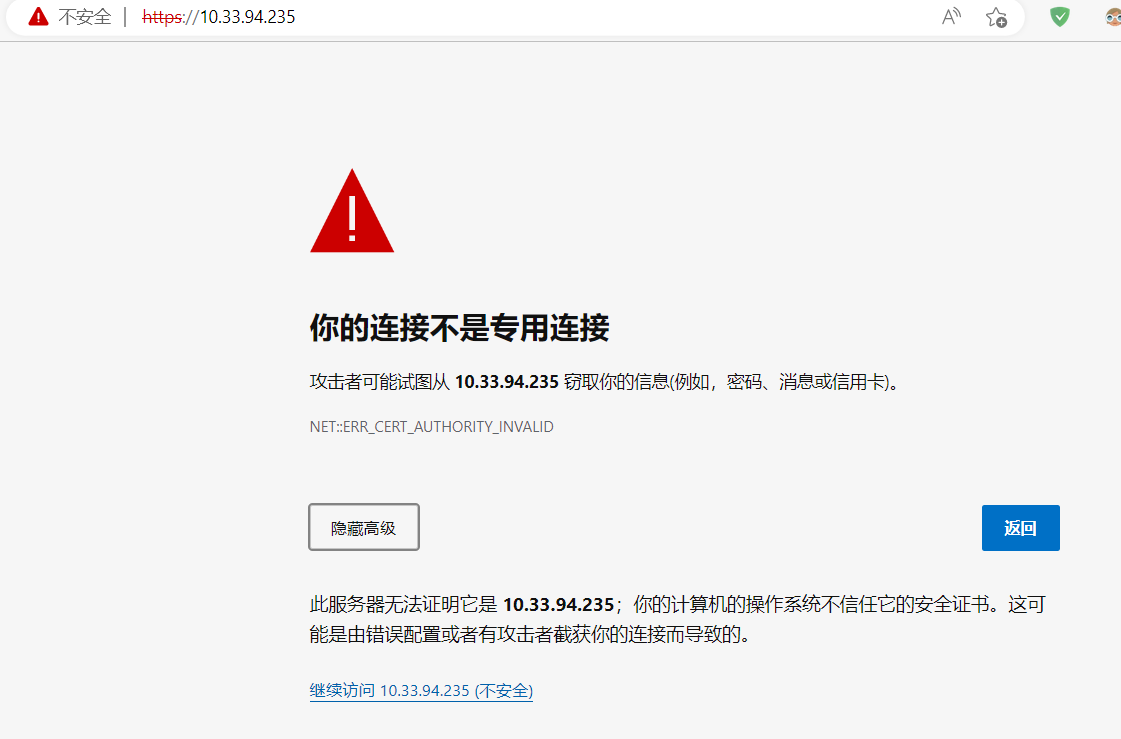 不安全 | https://10.33.94.235
你的连接不是专用连接
攻击者可能试图从 10.33.94.235 窃取你的信息(例如，密码、消息或信用卡)。
NET::ERR_CERT_AUTHORITY_INVALID
隐藏高级 返回
此服务器无法证明它是 10.33.94.235；你的计算机的操作系统不信任它的安全证书。这可
能是由错误配置或者有攻击者截获你的连接而导致的。
继续访问 10.33.94.235 (不安全)